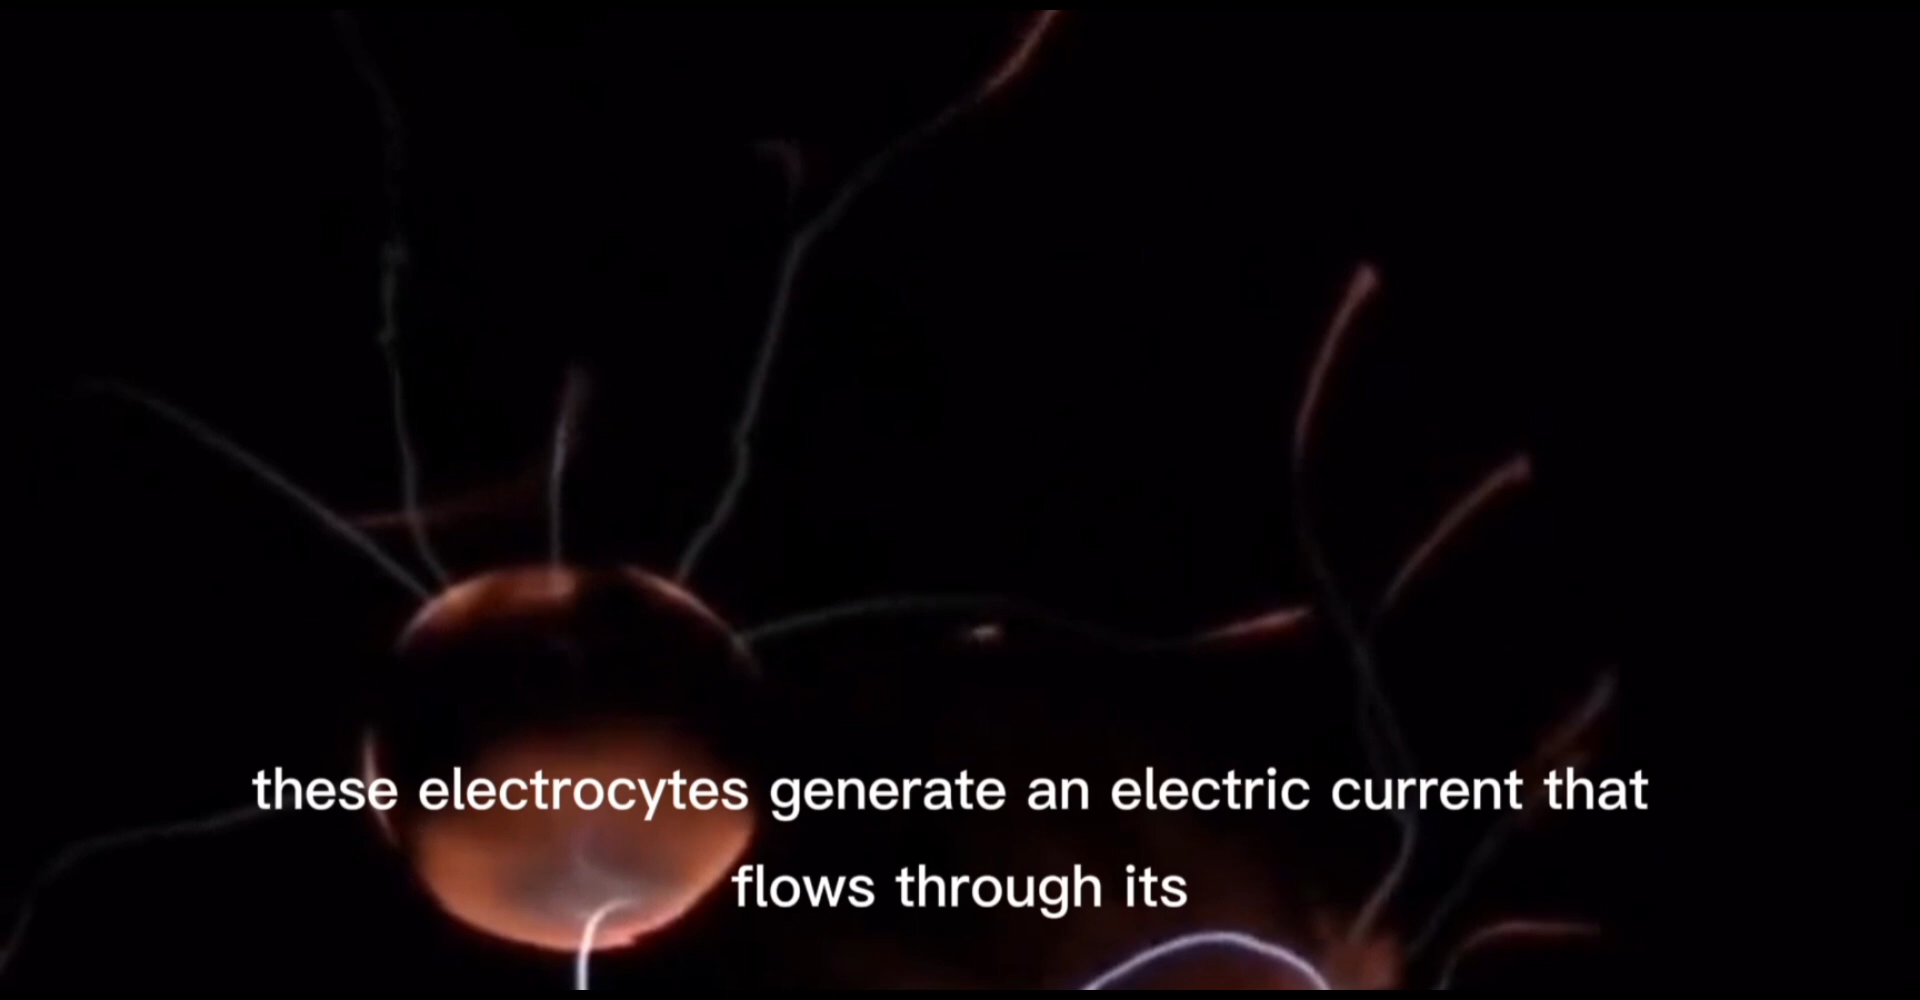 these electrocytes generate an electric current that
flows through its